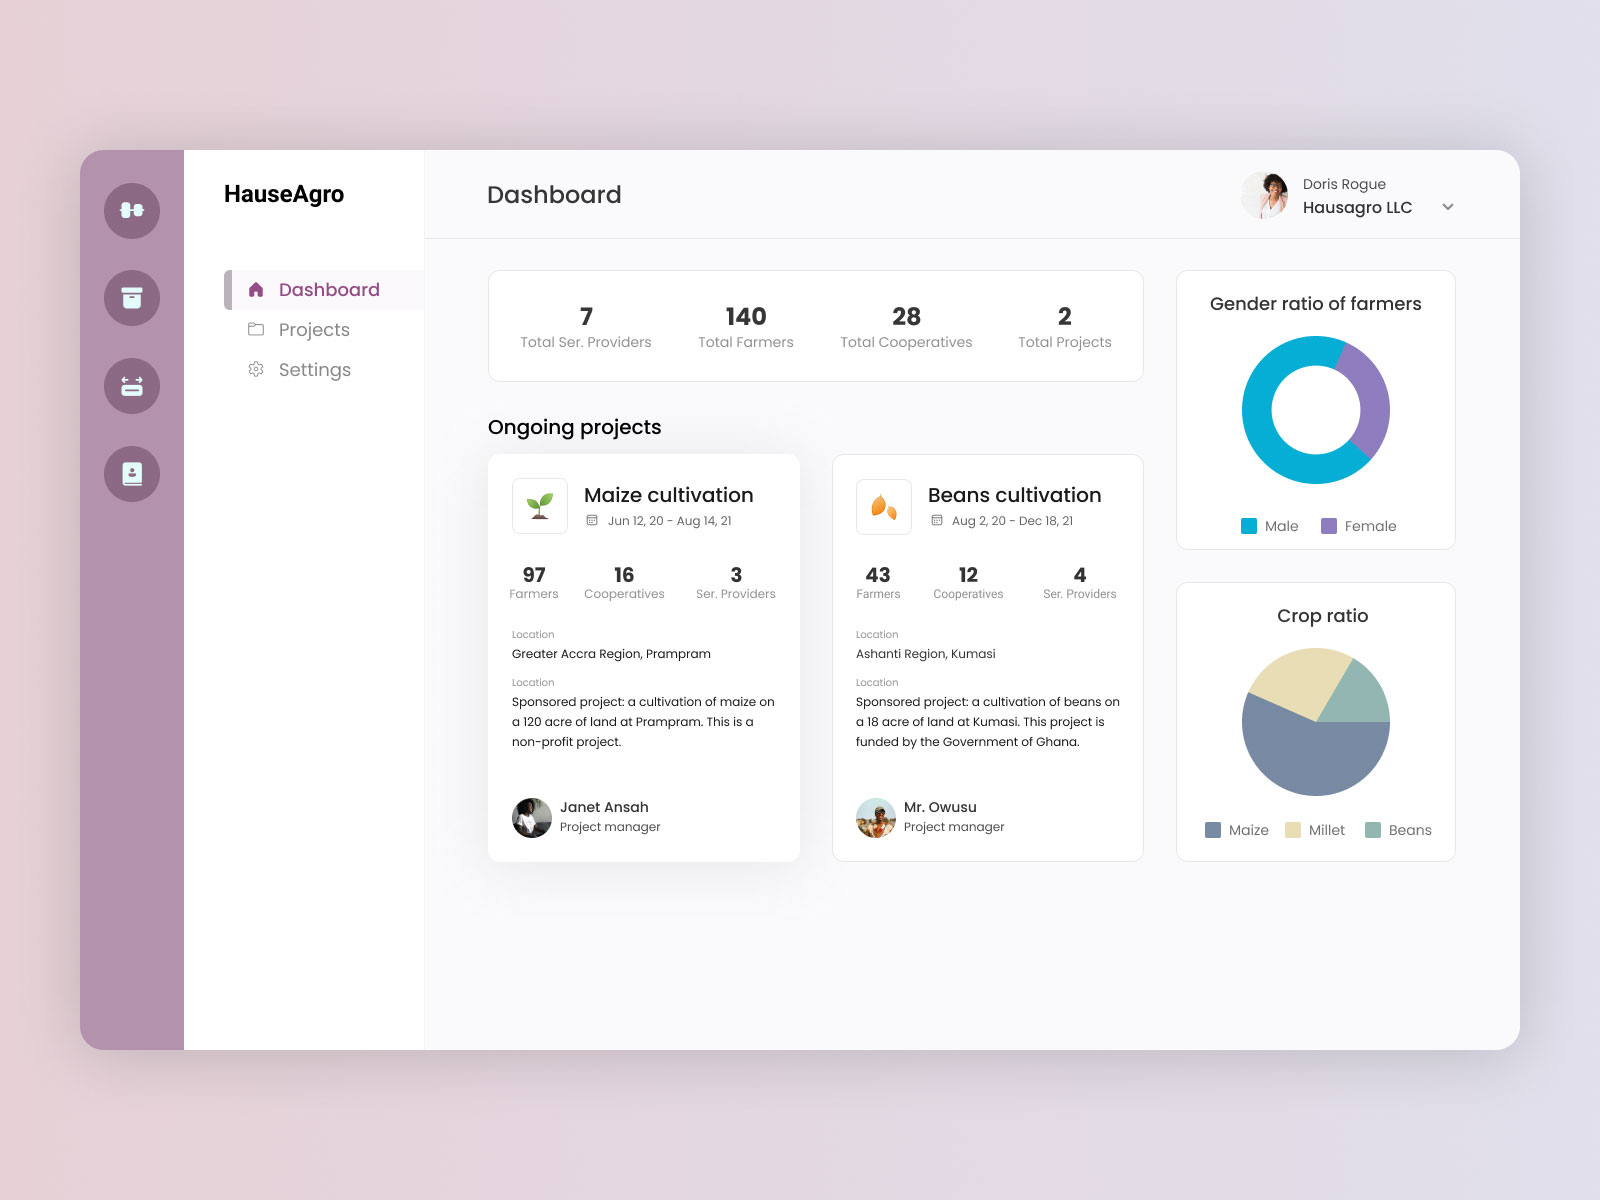 HauseAgro
Dashboard
Projects
Settings
Dashboard
Doris Rogue
Hausagro LLC
7
Total Ser. Providers
140
Total Farmers
28
Total Cooperatives
2
Total Projects
Ongoing projects
Maize cultivation
Jun 12, 20 - Aug 14, 21
97
Farmers
16
Cooperatives
3
Ser. Providers
Location
Greater Accra Region, Prampram
Location
Sponsored project: a cultivation of maize on
a 120 acre of land at Prampram. This is a
non-profit project.
Janet Ansah
Project manager
Beans cultivation
Aug 2, 20 - Dec 18, 21
43
Farmers
12
Cooperatives
4
Ser. Providers
Location
Ashanti Region, Kumasi
Location
Sponsored project: a cultivation of beans on
a 18 acre of land at Kumasi. This project is
funded by the Government of Ghana.
Mr. Owusu
Project manager
Gender ratio of farmers
Male
Female
Crop ratio
Maize
Millet
Beans